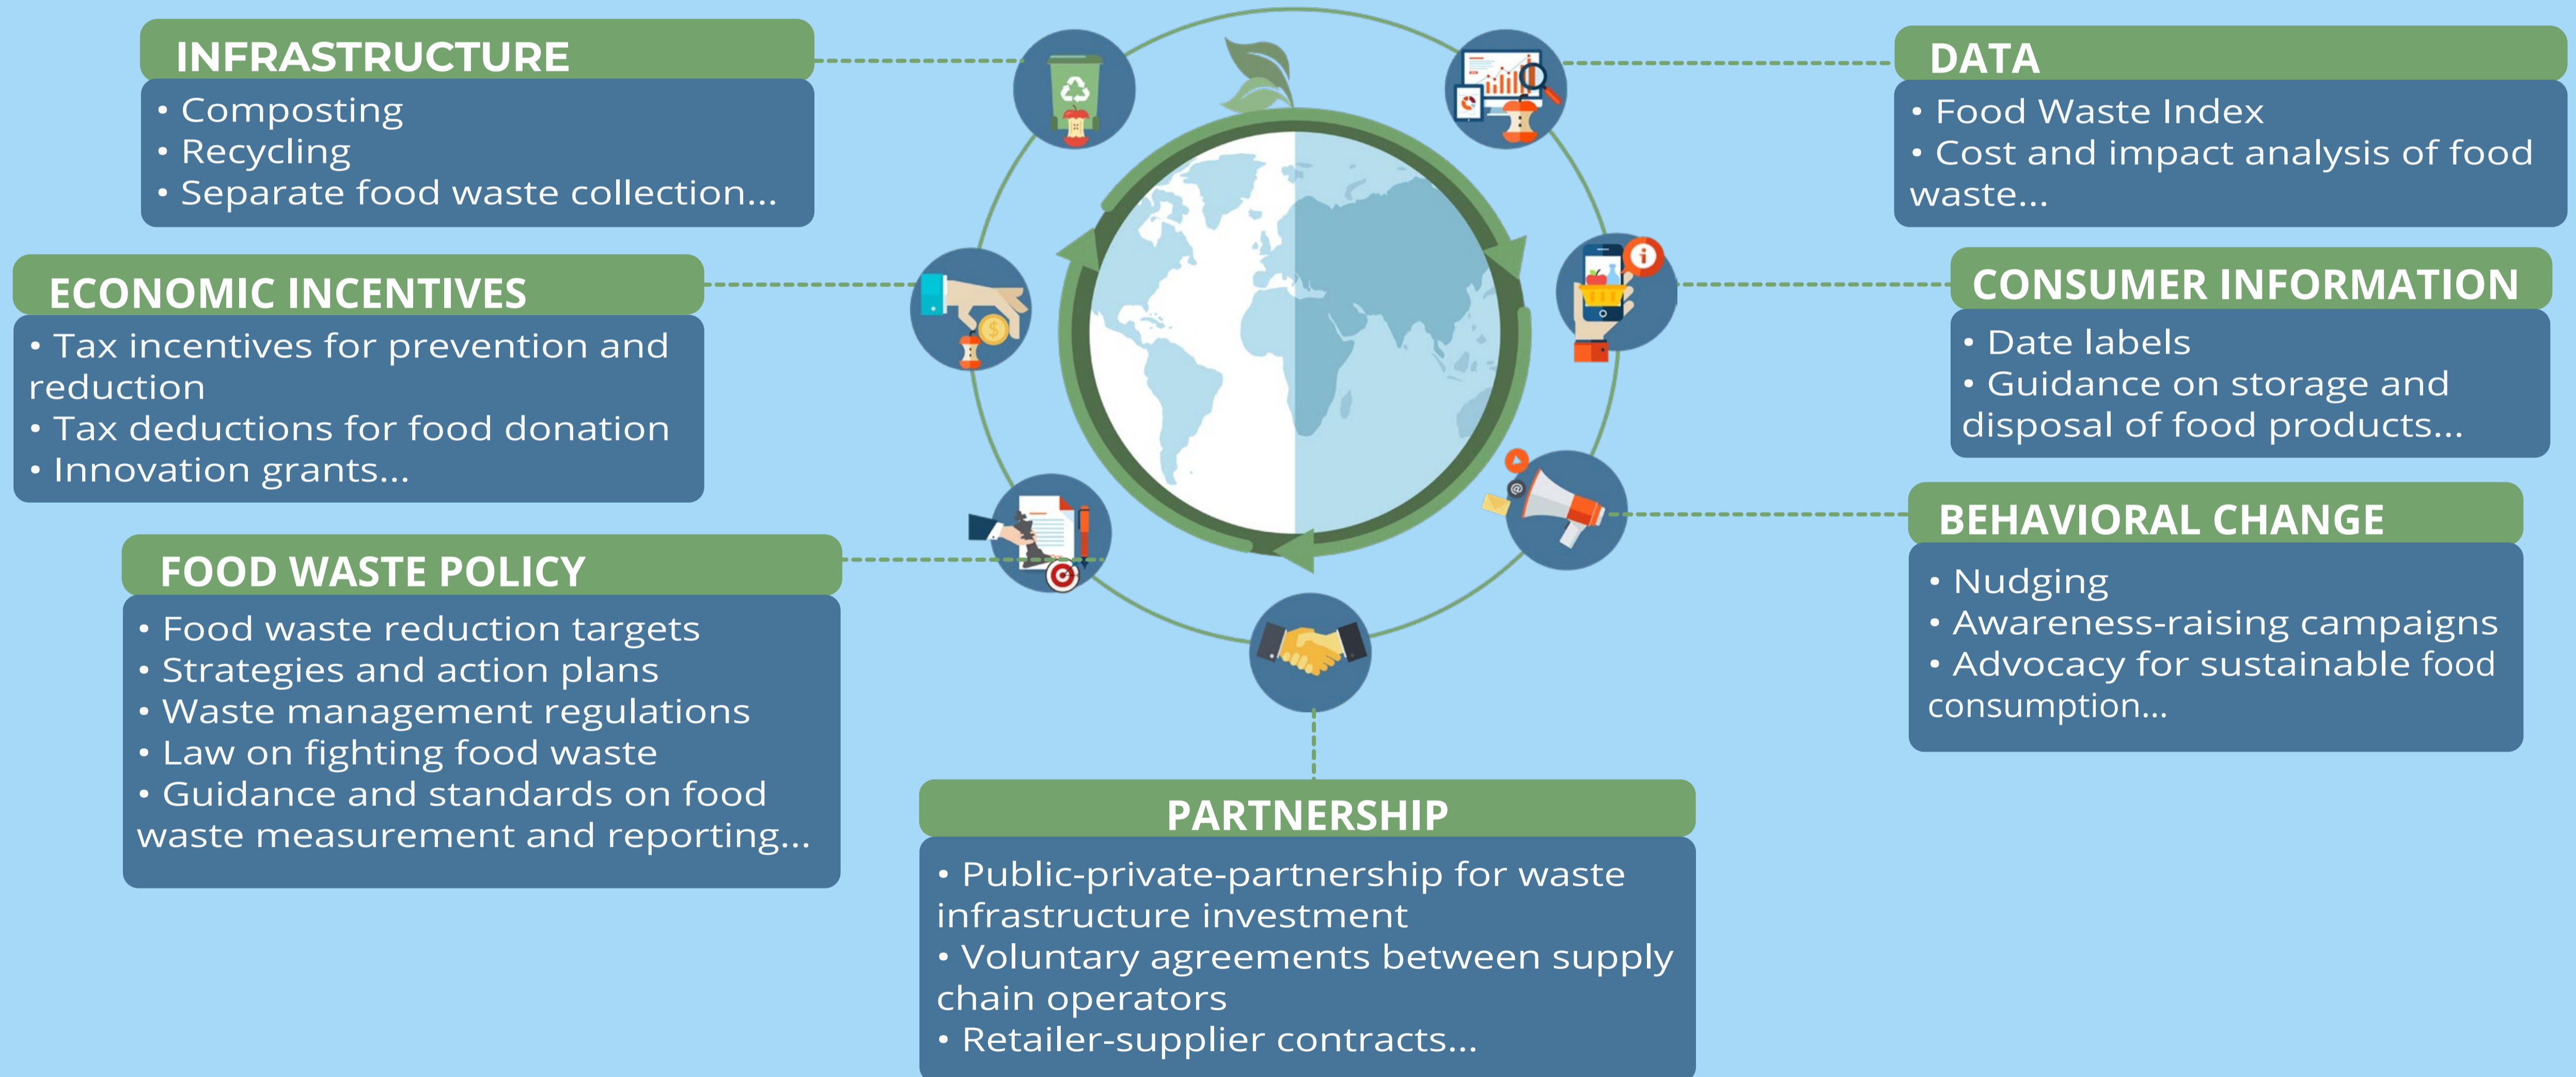 INFRASTRUCTURE
• Composting
• Recycling
• Separate food waste collection...
ECONOMIC INCENTIVES
• Tax incentives for prevention and
reduction
• Tax deductions for food donation
• Innovation grants...
FOOD WASTE POLICY
• Food waste reduction targets
• Strategies and action plans
• Waste management regulations
• Law on fighting food waste
• Guidance and standards on food
waste measurement and reporting...
PARTNERSHIP
• Public-private-partnership for waste
infrastructure investment
• Voluntary agreements between supply
chain operators
• Retailer-supplier contracts...
DATA
• Food Waste Index
• Cost and impact analysis of food
waste...
CONSUMER INFORMATION
• Date labels
• Guidance on storage and
disposal of food products...
BEHAVIORAL CHANGE
• Nudging
• Awareness-raising campaigns
• Advocacy for sustainable food
consumption...